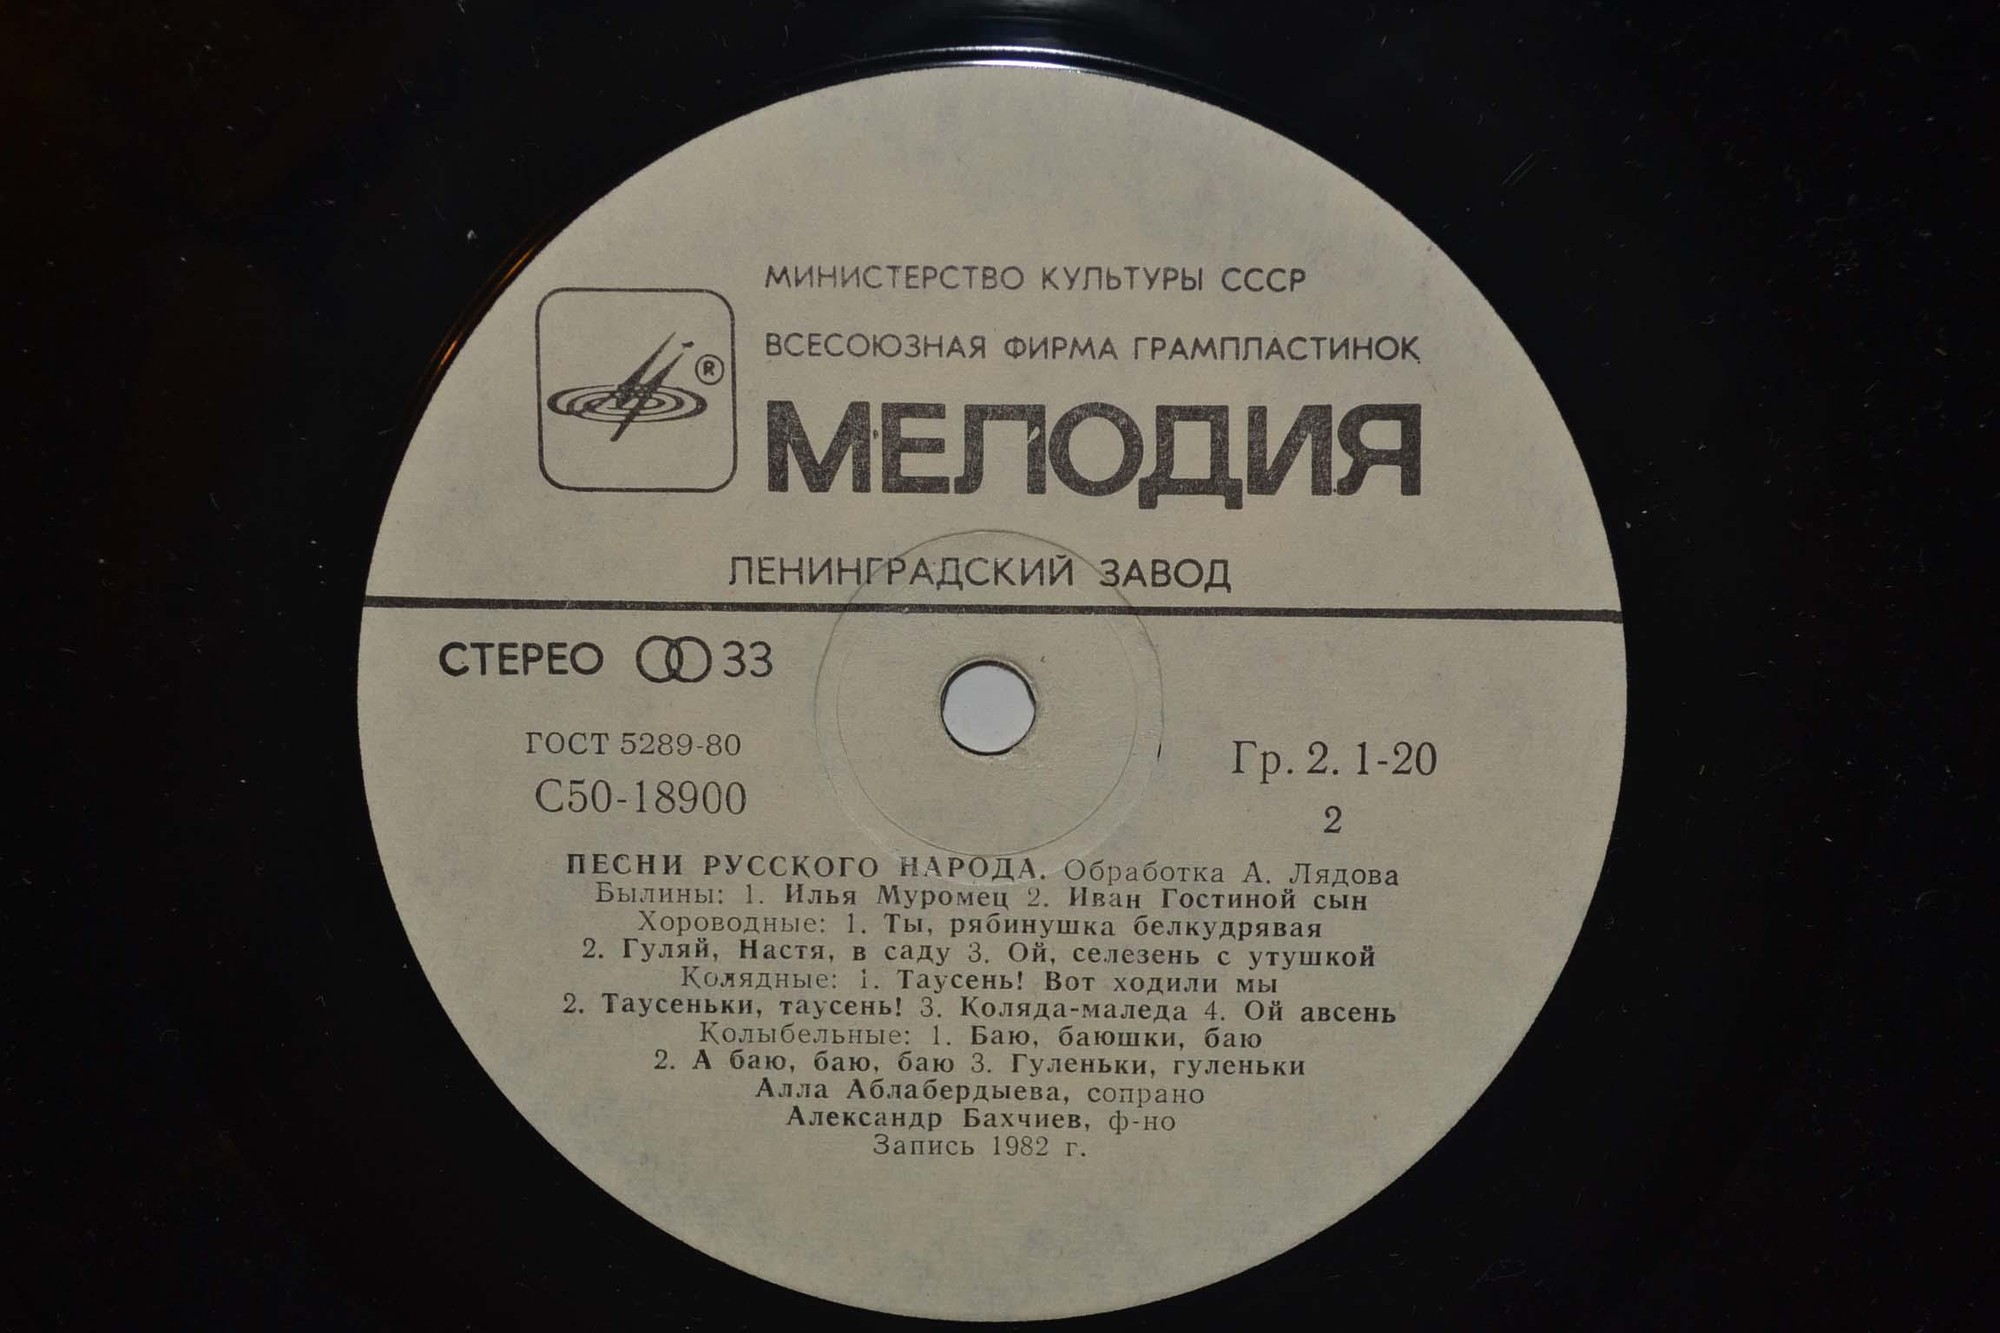 МИНИСТЕРСТВО КУЛЬТУРЫ СССР
ВСЕСОЮЗНАЯ ФИРМА ГРАМПЛАСТИНОК
®
МЕЛОДИЯ
ЛЕНИНГРАДСКИЙ ЗАВОД
СТЕРЕО 33
ГОСТ 5289-80
Гр. 2. 1-20
С50-18900
2
ПЕСНИ РУССКОГО НАРОДА. Обработка А. Лядова
Былины: 1. Илья Муромец 2. Иван Гостиной сын
Хороводные: 1. Ты, рябинушка белкудрявая
2. Гуляй, Настя, в саду 3. Ой, селезень с утушкой
Колядные: 1. Таусень! Вот ходили мы
2. Таусеньки, таусень! 3. Коляда-маледа 4. Ой авсень
Колыбельные: 1. Баю, баюшки, баю
2. А баю, баю, баю 3. Гуленьки, гуленьки
Алла Аблабердыева, сопрано
Александр Бахчиев, ф-но
Запись 1982 г.